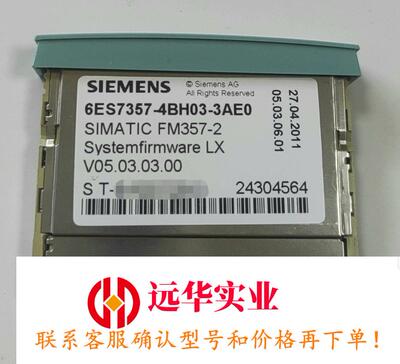 SIEMENS
© Siemens AG
All Rights Reserved
6ES7357-4BH03-3AE0
SIMATIC FM357-2
Systemfirmware LX
V05.03.03.00
S T-
24304564
27.04.2011
05.03.06.01
远华实业
联系客服确认型号和价格再下单！